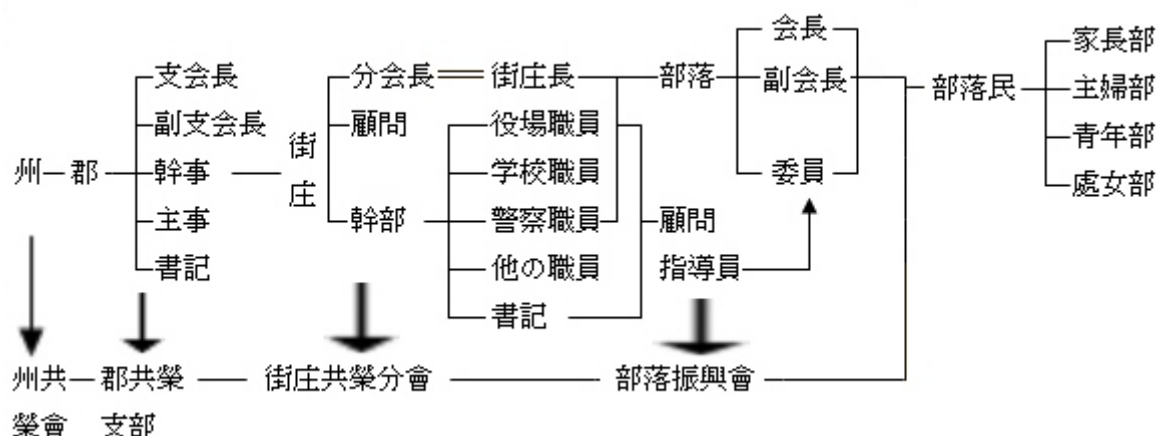 州
郡
支会長
副支会長
幹事
主事
書記
街庄
分会長
顧問
幹部
街庄長
役場職員
学校職員
警察職員
他の職員
書記
部落
顧問
指導員
会長
副会長
委員
部落民
家長部
主婦部
青年部
處女部
州共榮會
郡共榮支部
街庄共榮分會
部落振興會